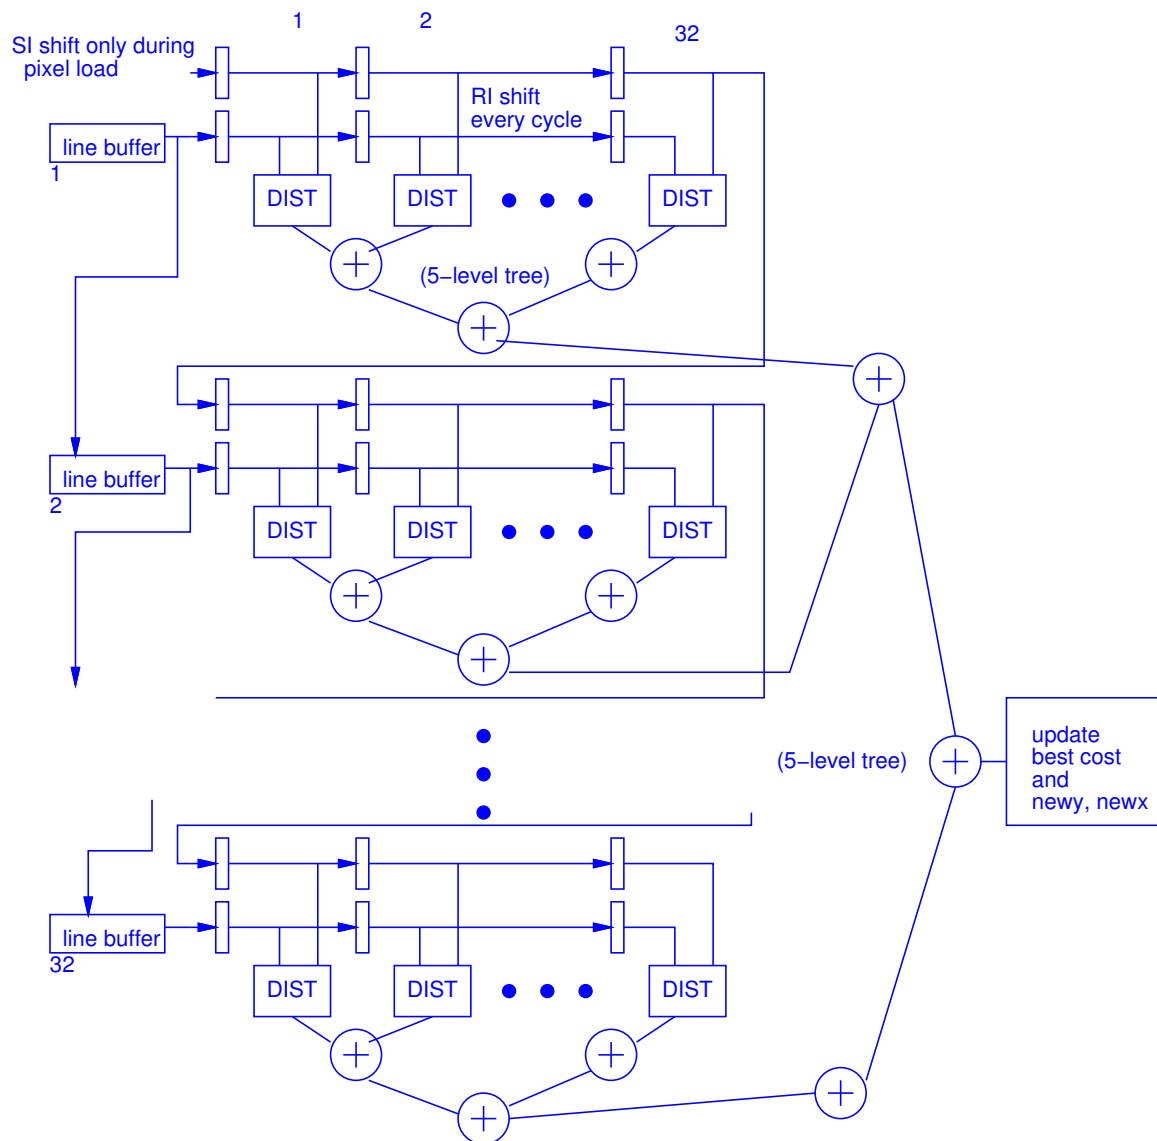 1
2
32
SI shift only during
pixel load
RI shift
every cycle
line buffer
1
DIST
DIST
DIST
+
+
(5−level tree)
+
+
line buffer
2
DIST
DIST
DIST
+
+
+
update
best cost
and
newy, newx
(5−level tree)
+
line buffer
32
DIST
DIST
DIST
+
+
+
+